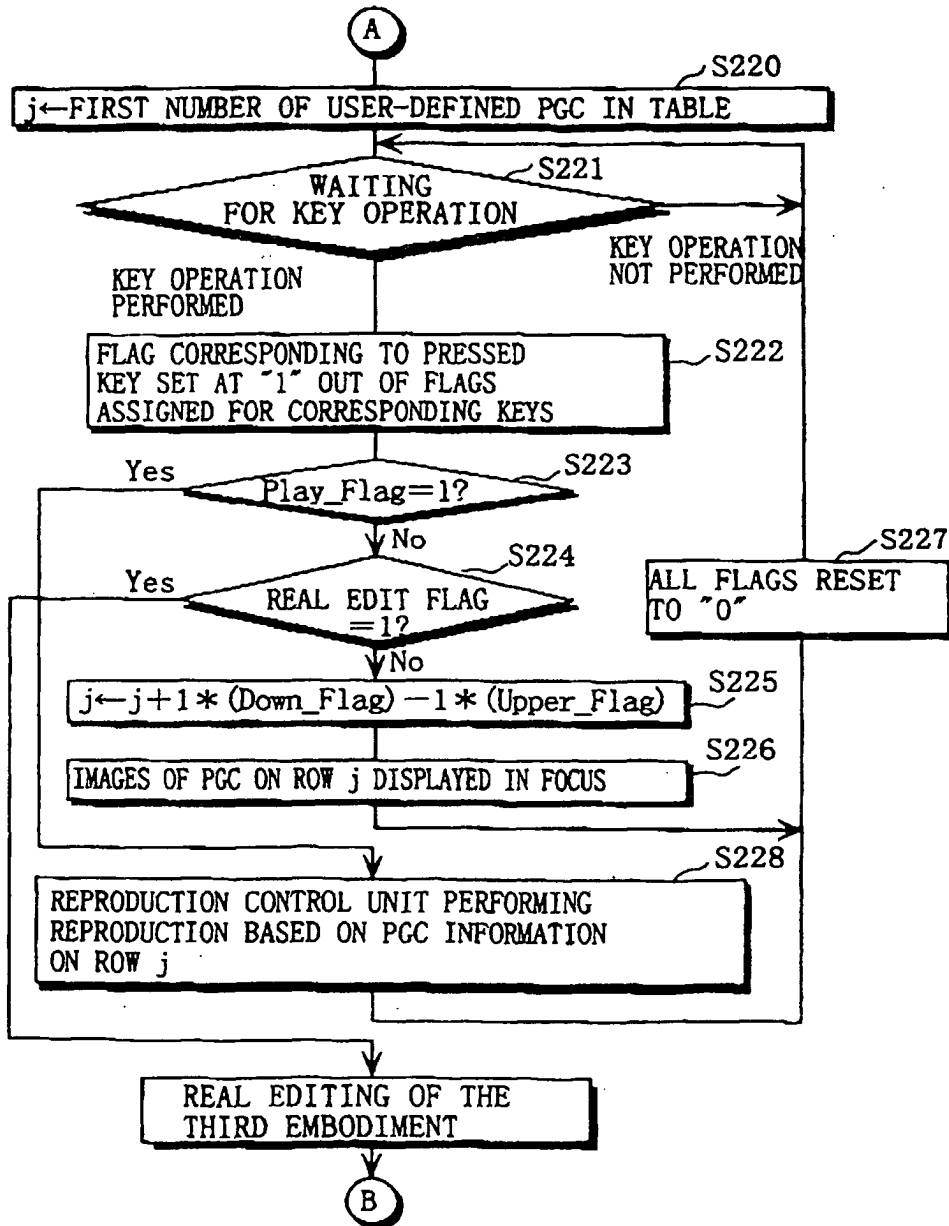 A
S220
j←FIRST NUMBER OF USER-DEFINED PGC IN TABLE
S221
WAITING
FOR KEY OPERATION
KEY OPERATION
NOT PERFORMED
KEY OPERATION
PERFORMED
S222
FLAG CORRESPONDING TO PRESSED
KEY SET AT "1" OUT OF FLAGS
ASSIGNED FOR CORRESPONDING KEYS
Yes
S223
Play_Flag=1?
No
S224
Yes
REAL EDIT FLAG
=1?
No
S227
ALL FLAGS RESET
TO "0"
S225
j←j+1*(Down_Flag)-1*(Upper_Flag)
S226
IMAGES OF PGC ON ROW j DISPLAYED IN FOCUS
S228
REPRODUCTION CONTROL UNIT PERFORMING
REPRODUCTION BASED ON PGC INFORMATION
ON ROW j
REAL EDITING OF THE
THIRD EMBODIMENT
B